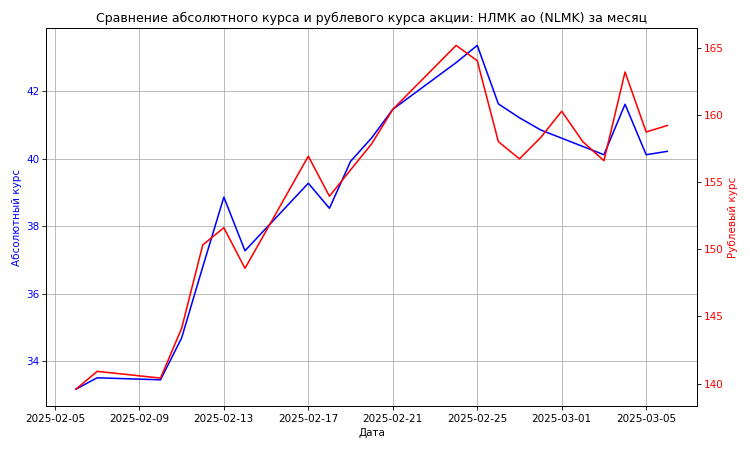 Сравнение абсолютного курса и рублевого курса акции: НЛМК ао (NLMK) за месяц
42
40
38
36
34
Абсолютный курс
165
160
155
150
145
140
Рублевый курс
2025-02-05 2025-02-09 2025-02-13 2025-02-17 2025-02-21 2025-02-25 2025-03-01 2025-03-05
Дата